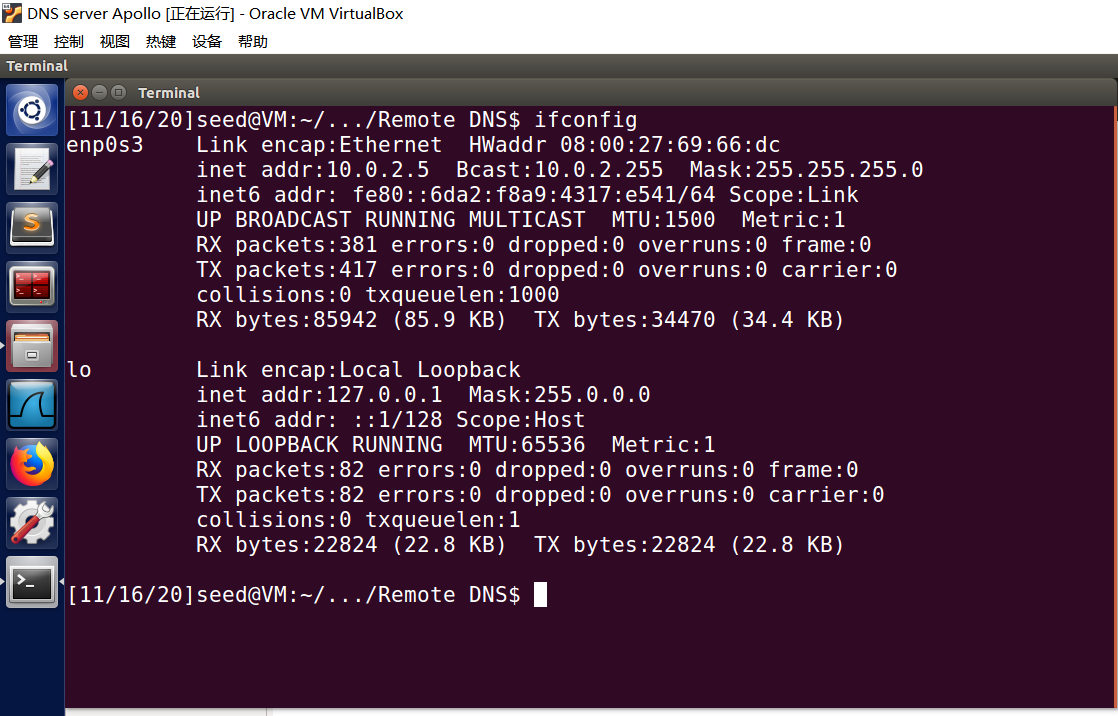 DNS server Apollo [正在运行] - Oracle VM VirtualBox
管理 控制 视图 热键 设备 帮助
Terminal
Terminal
[11/16/20]seed@VM:~/.../Remote DNS$ ifconfig
enp0s3    Link encap:Ethernet  HWaddr 08:00:27:69:66:dc
          inet addr:10.0.2.5  Bcast:10.0.2.255  Mask:255.255.255.0
          inet6 addr: fe80::6da2:f8a9:4317:e541/64 Scope:Link
          UP BROADCAST RUNNING MULTICAST  MTU:1500  Metric:1
          RX packets:381 errors:0 dropped:0 overruns:0 frame:0
          TX packets:417 errors:0 dropped:0 overruns:0 carrier:0
          collisions:0 txqueuelen:1000
          RX bytes:85942 (85.9 KB)  TX bytes:34470 (34.4 KB)
lo        Link encap:Local Loopback
          inet addr:127.0.0.1  Mask:255.0.0.0
          inet6 addr: ::1/128 Scope:Host
          UP LOOPBACK RUNNING  MTU:65536  Metric:1
          RX packets:82 errors:0 dropped:0 overruns:0 frame:0
          TX packets:82 errors:0 dropped:0 overruns:0 carrier:0
          collisions:0 txqueuelen:1
          RX bytes:22824 (22.8 KB)  TX bytes:22824 (22.8 KB)
[11/16/20]seed@VM:~/.../Remote DNS$